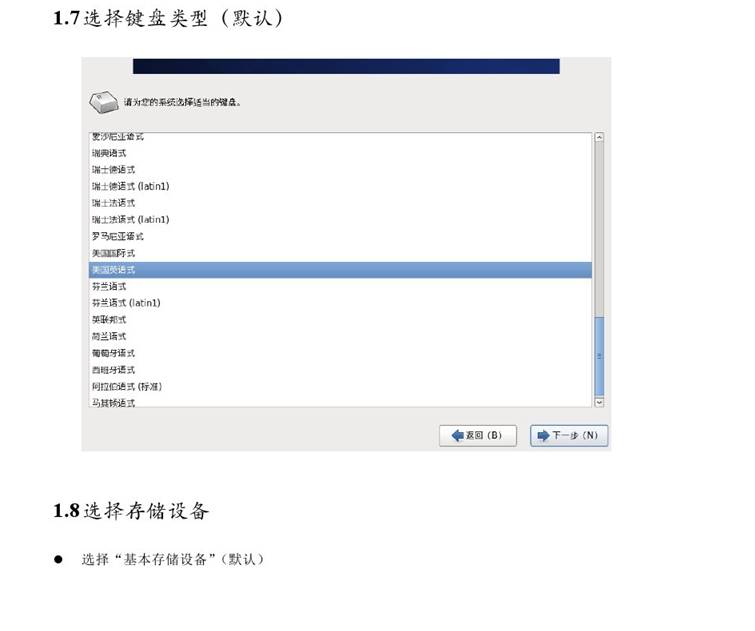 1.7选择键盘类型（默认）
请为您的系统选择适当的键盘。
爱沙尼亚语式
瑞典语式
瑞士德语式
瑞士德语式 (latin1)
瑞士法语式
瑞士法语式 (latin1)
罗马尼亚语式
美国国际式
美国英语式
芬兰语式
芬兰语式 (latin1)
英联邦式
荷兰语式
葡萄牙语式
西班牙语式
阿拉伯语式 (标准)
马其顿语式
返回（B） 下一步（N）
1.8选择存储设备
● 选择“基本存储设备”（默认）